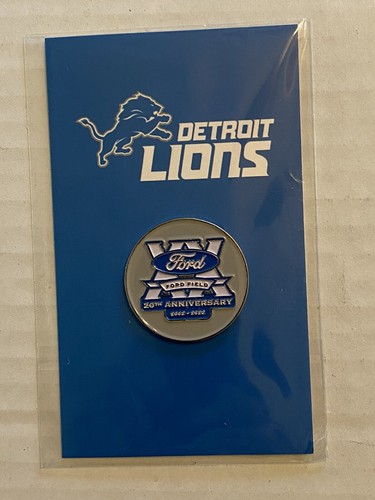 DETROIT
LIONS
XX
Ford
FORD FIELD
20TH ANNIVERSARY
2002 • 2022